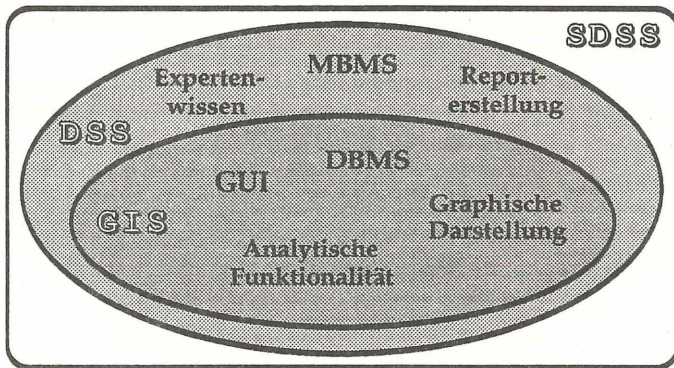 SDSS
MBMS
Experten-
wissen
Report-
erstellung
DSS
DBMS
GUI
GIS
Graphische
Darstellung
Analytische
Funktionalität